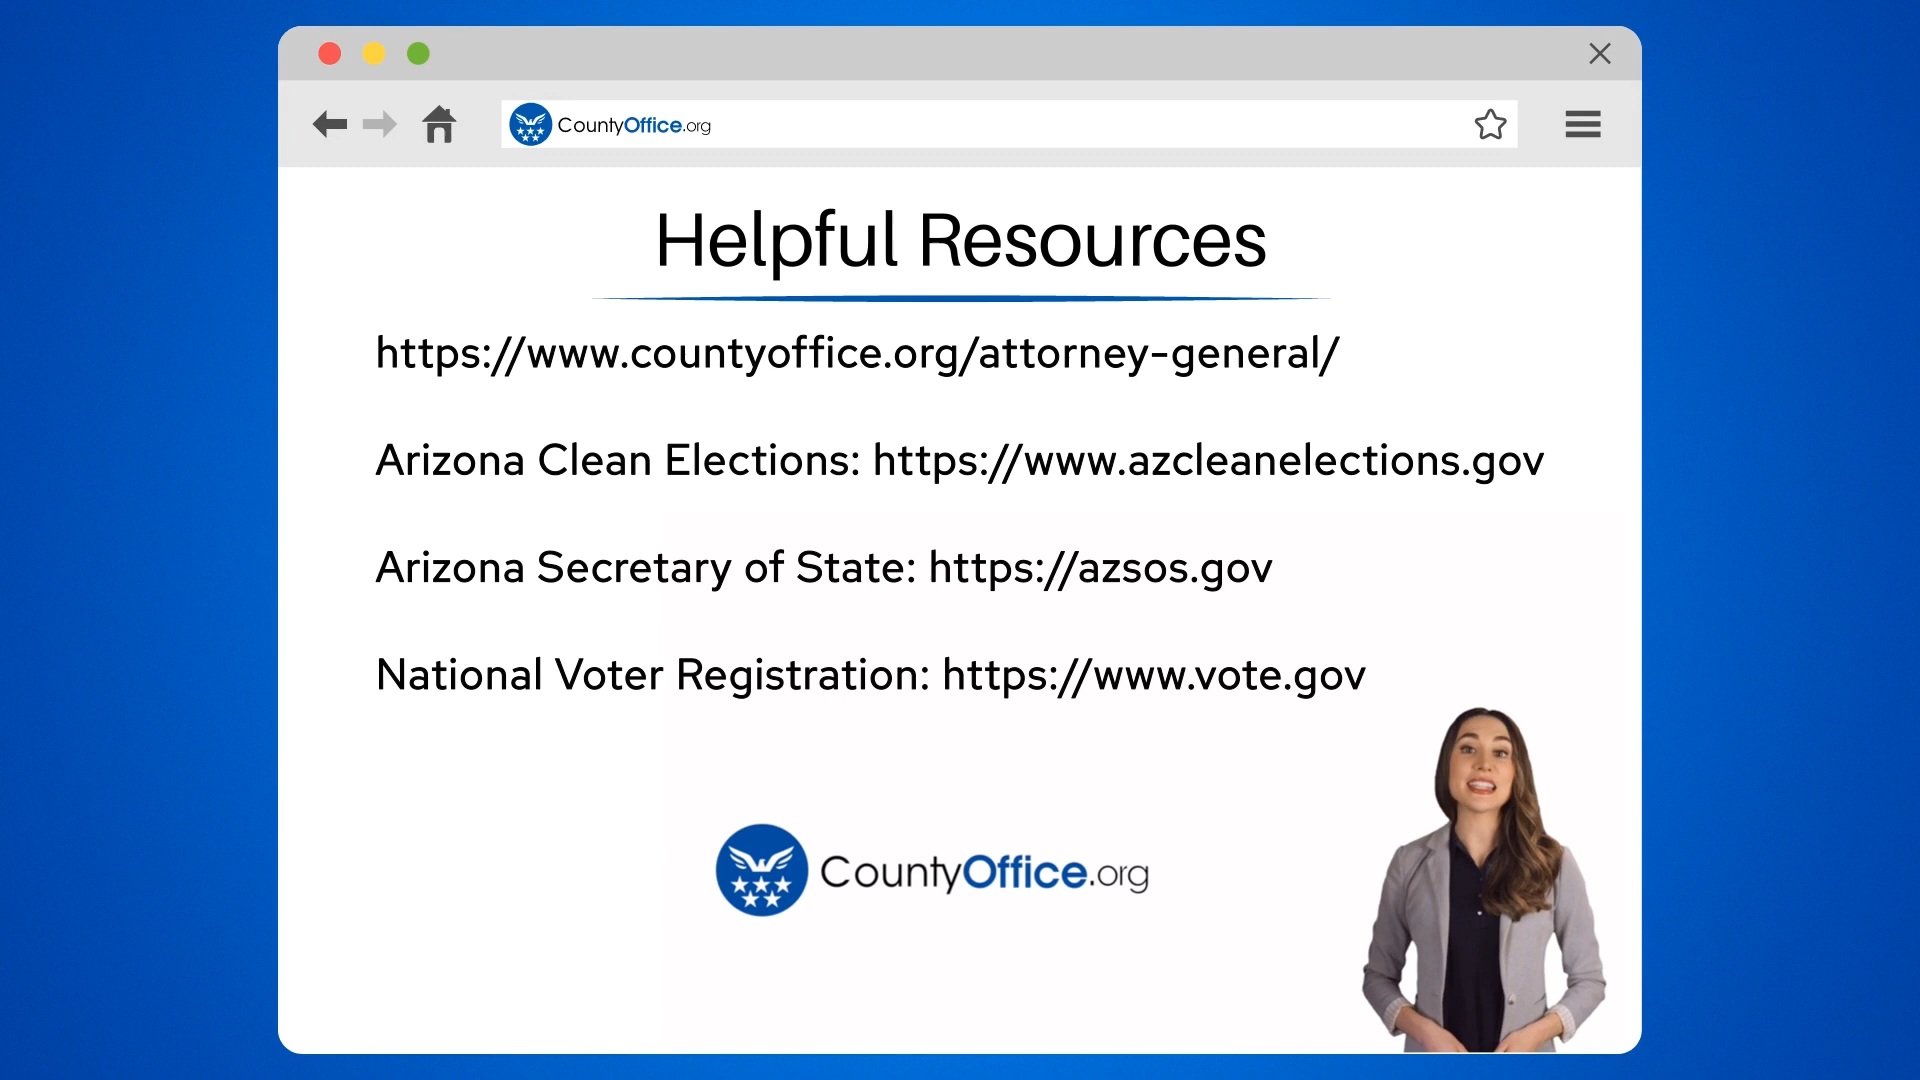 CountyOffice.org
Helpful Resources
https://www.countyoffice.org/attorney-general/
Arizona Clean Elections: https://www.azcleanelections.gov
Arizona Secretary of State: https://azsos.gov
National Voter Registration: https://www.vote.gov
CountyOffice.org